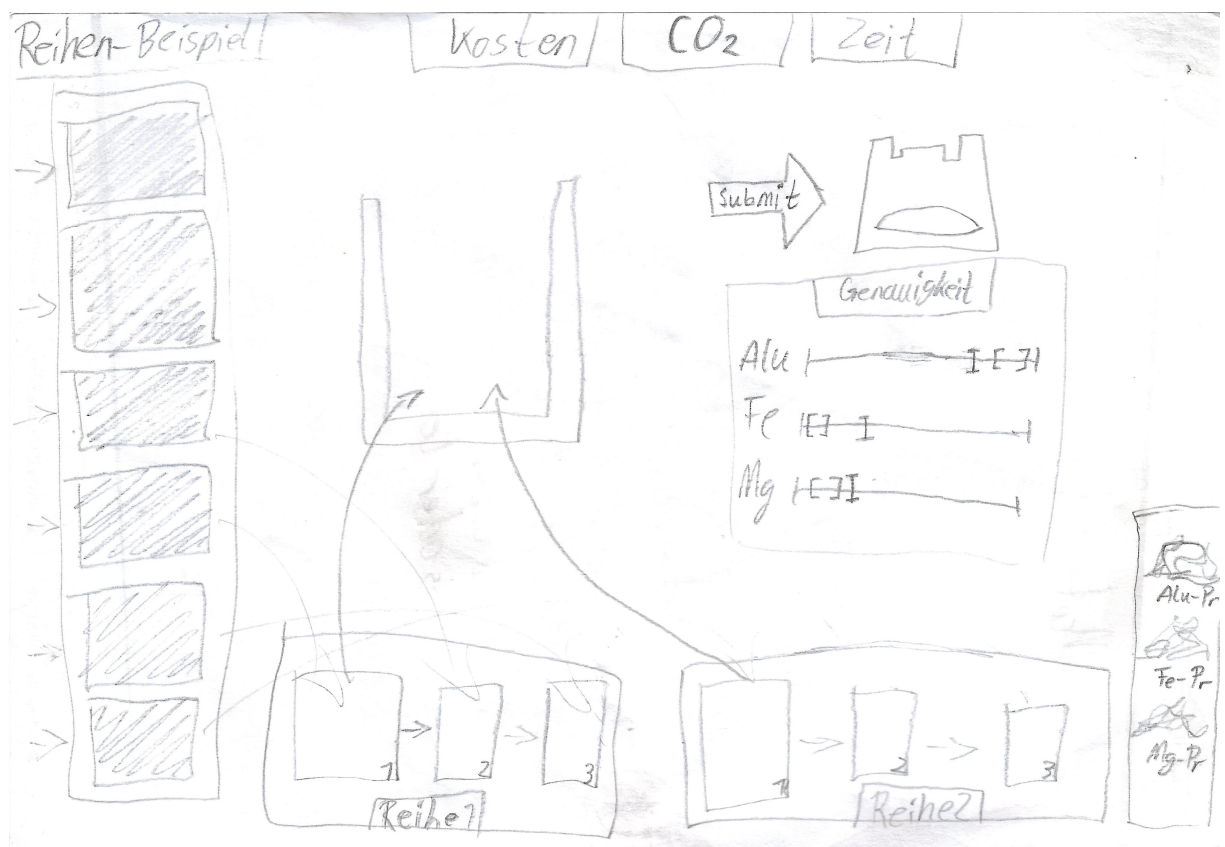 Reihen-Beispiel
Kosten
CO2
Zeit
Submit
Genauigkeit
Alu
Fe
Mg
Alu-Pr
Fe-Pr
Mg-Pr
1
2
3
Reihe1
1
2
3
Reihe2